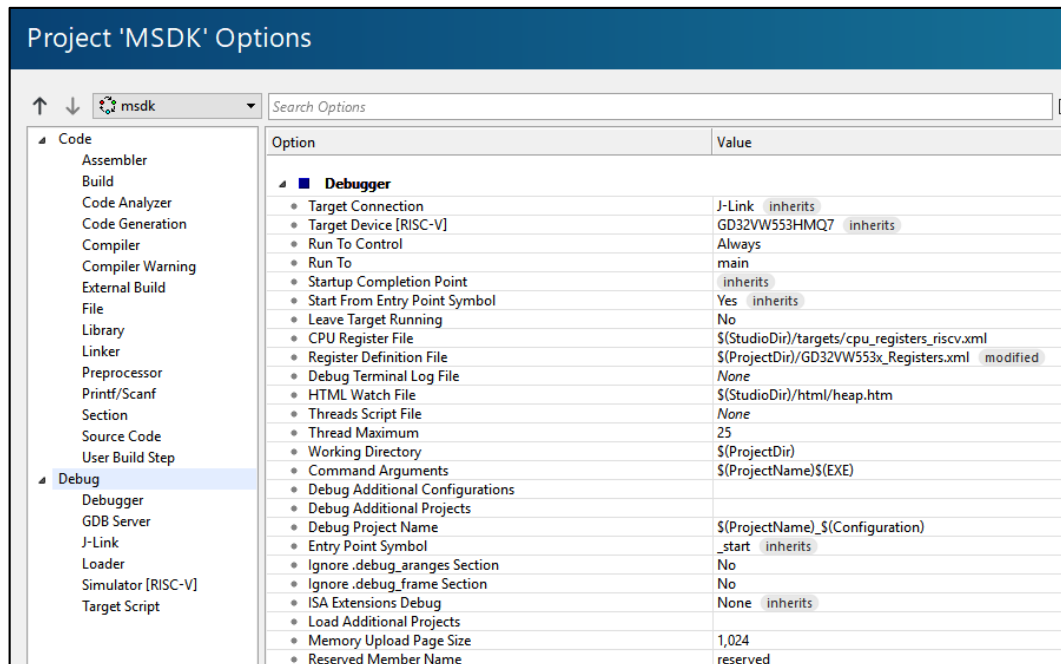 Project 'MSDK' Options
msdk
Search Options
Code
Assembler
Build
Code Analyzer
Code Generation
Compiler
Compiler Warning
External Build
File
Library
Linker
Preprocessor
Printf/Scanf
Section
Source Code
User Build Step
Debug
Debugger
GDB Server
J-Link
Loader
Simulator [RISC-V]
Target Script
Option Value
Debugger
Target Connection J-Link inherits
Target Device [RISC-V] GD32VW553HMQ7 inherits
Run To Control Always
Run To main
Startup Completion Point inherits
Start From Entry Point Symbol Yes inherits
Leave Target Running No
CPU Register File $(StudioDir)/targets/cpu_registers_riscv.xml
Register Definition File $(ProjectDir)/GD32VW553x_Registers.xml modified
Debug Terminal Log File None
HTML Watch File $(StudioDir)/html/heap.htm
Threads Script File None
Thread Maximum 25
Working Directory $(ProjectDir)
Command Arguments $(ProjectName)$(EXE)
Debug Additional Configurations
Debug Additional Projects
Debug Project Name $(ProjectName)_$(Configuration)
Entry Point Symbol _start inherits
Ignore .debug_aranges Section No
Ignore .debug_frame Section No
ISA Extensions Debug None inherits
Load Additional Projects
Memory Upload Page Size 1,024
Reserved Member Name reserved